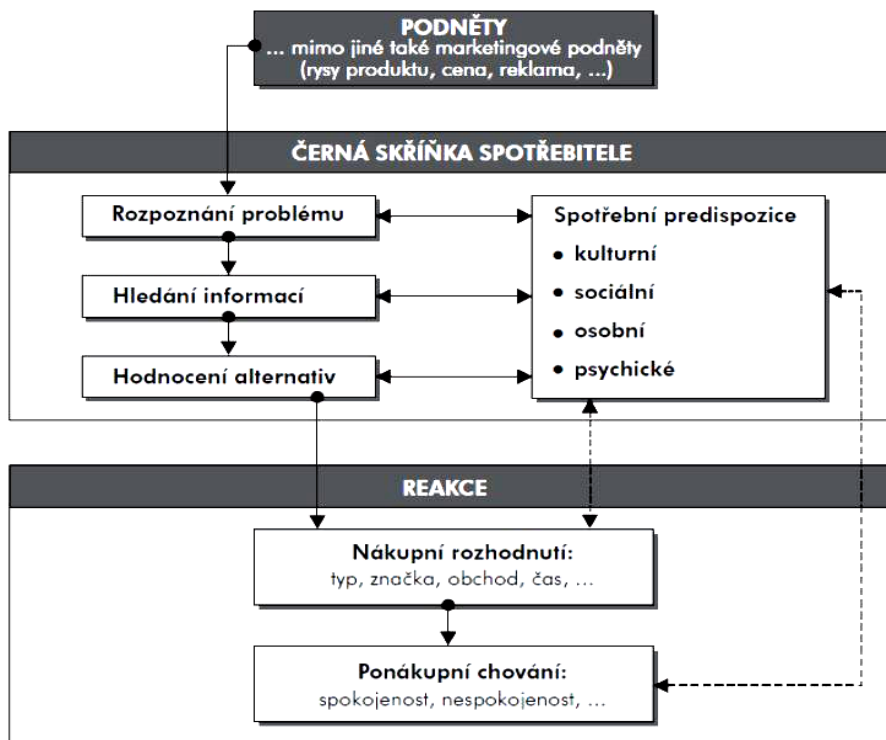 PODNĚTY
... mimo jiné také marketingové podněty
(rysy produktu, cena, reklama, ...)
ČERNÁ SKŘÍŇKA SPOTŘEBITELE
Rozpoznání problému
Hledání informací
Hodnocení alternativ
Spotřební predispozice
• kulturní
• sociální
• osobní
• psychické
REAKCE
Nákupní rozhodnutí:
typ, značka, obchod, čas, ...
Ponákupní chování:
spokojenost, nespokojenost, ...